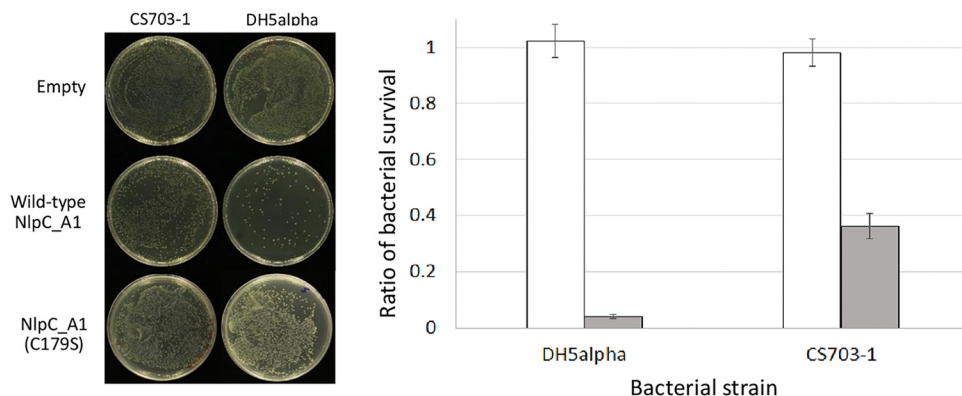 CS703-1 DH5alpha
Empty
Wild-type
NlpC_A1
NlpC_A1
(C179S)
Ratio of bacterial survival
1
0.8
0.6
0.4
0.2
0
DH5alpha CS703-1
Bacterial strain